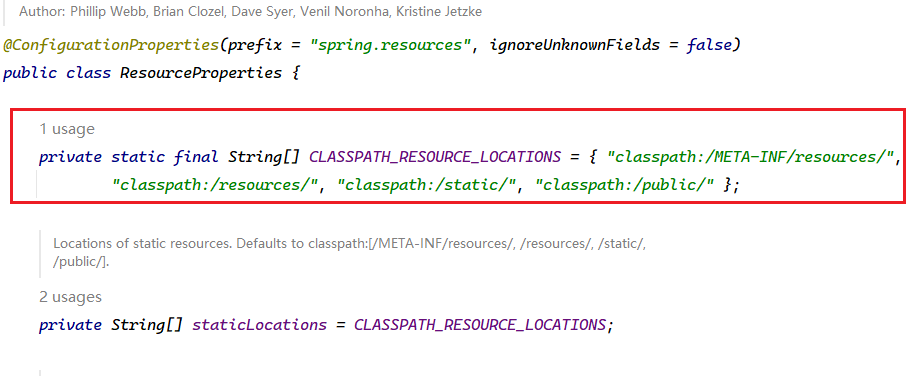 Author: Phillip Webb, Brian Clozel, Dave Syer, Venil Noronha, Kristine Jetzke
@ConfigurationProperties(prefix = "spring.resources", ignoreUnknownFields = false)
public class ResourceProperties {
1 usage
private static final String[] CLASSPATH_RESOURCE_LOCATIONS = { "classpath:/META-INF/resources/",
"classpath:/resources/", "classpath:/static/", "classpath:/public/" };
Locations of static resources. Defaults to classpath:[/META-INF/resources/, /resources/, /static/,
/public/].
2 usages
private String[] staticLocations = CLASSPATH_RESOURCE_LOCATIONS;